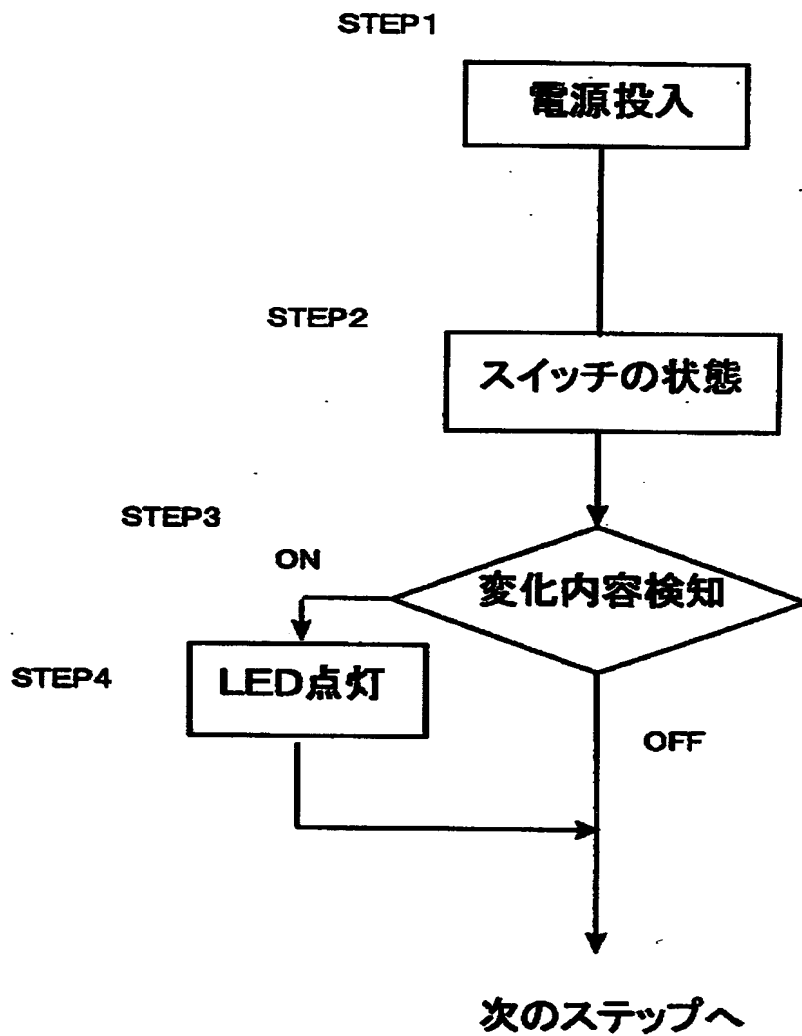 STEP1
電源投入
STEP2
スイッチの状態
STEP3
ON
変化内容検知
STEP4
LED点灯
OFF
次のステップへ